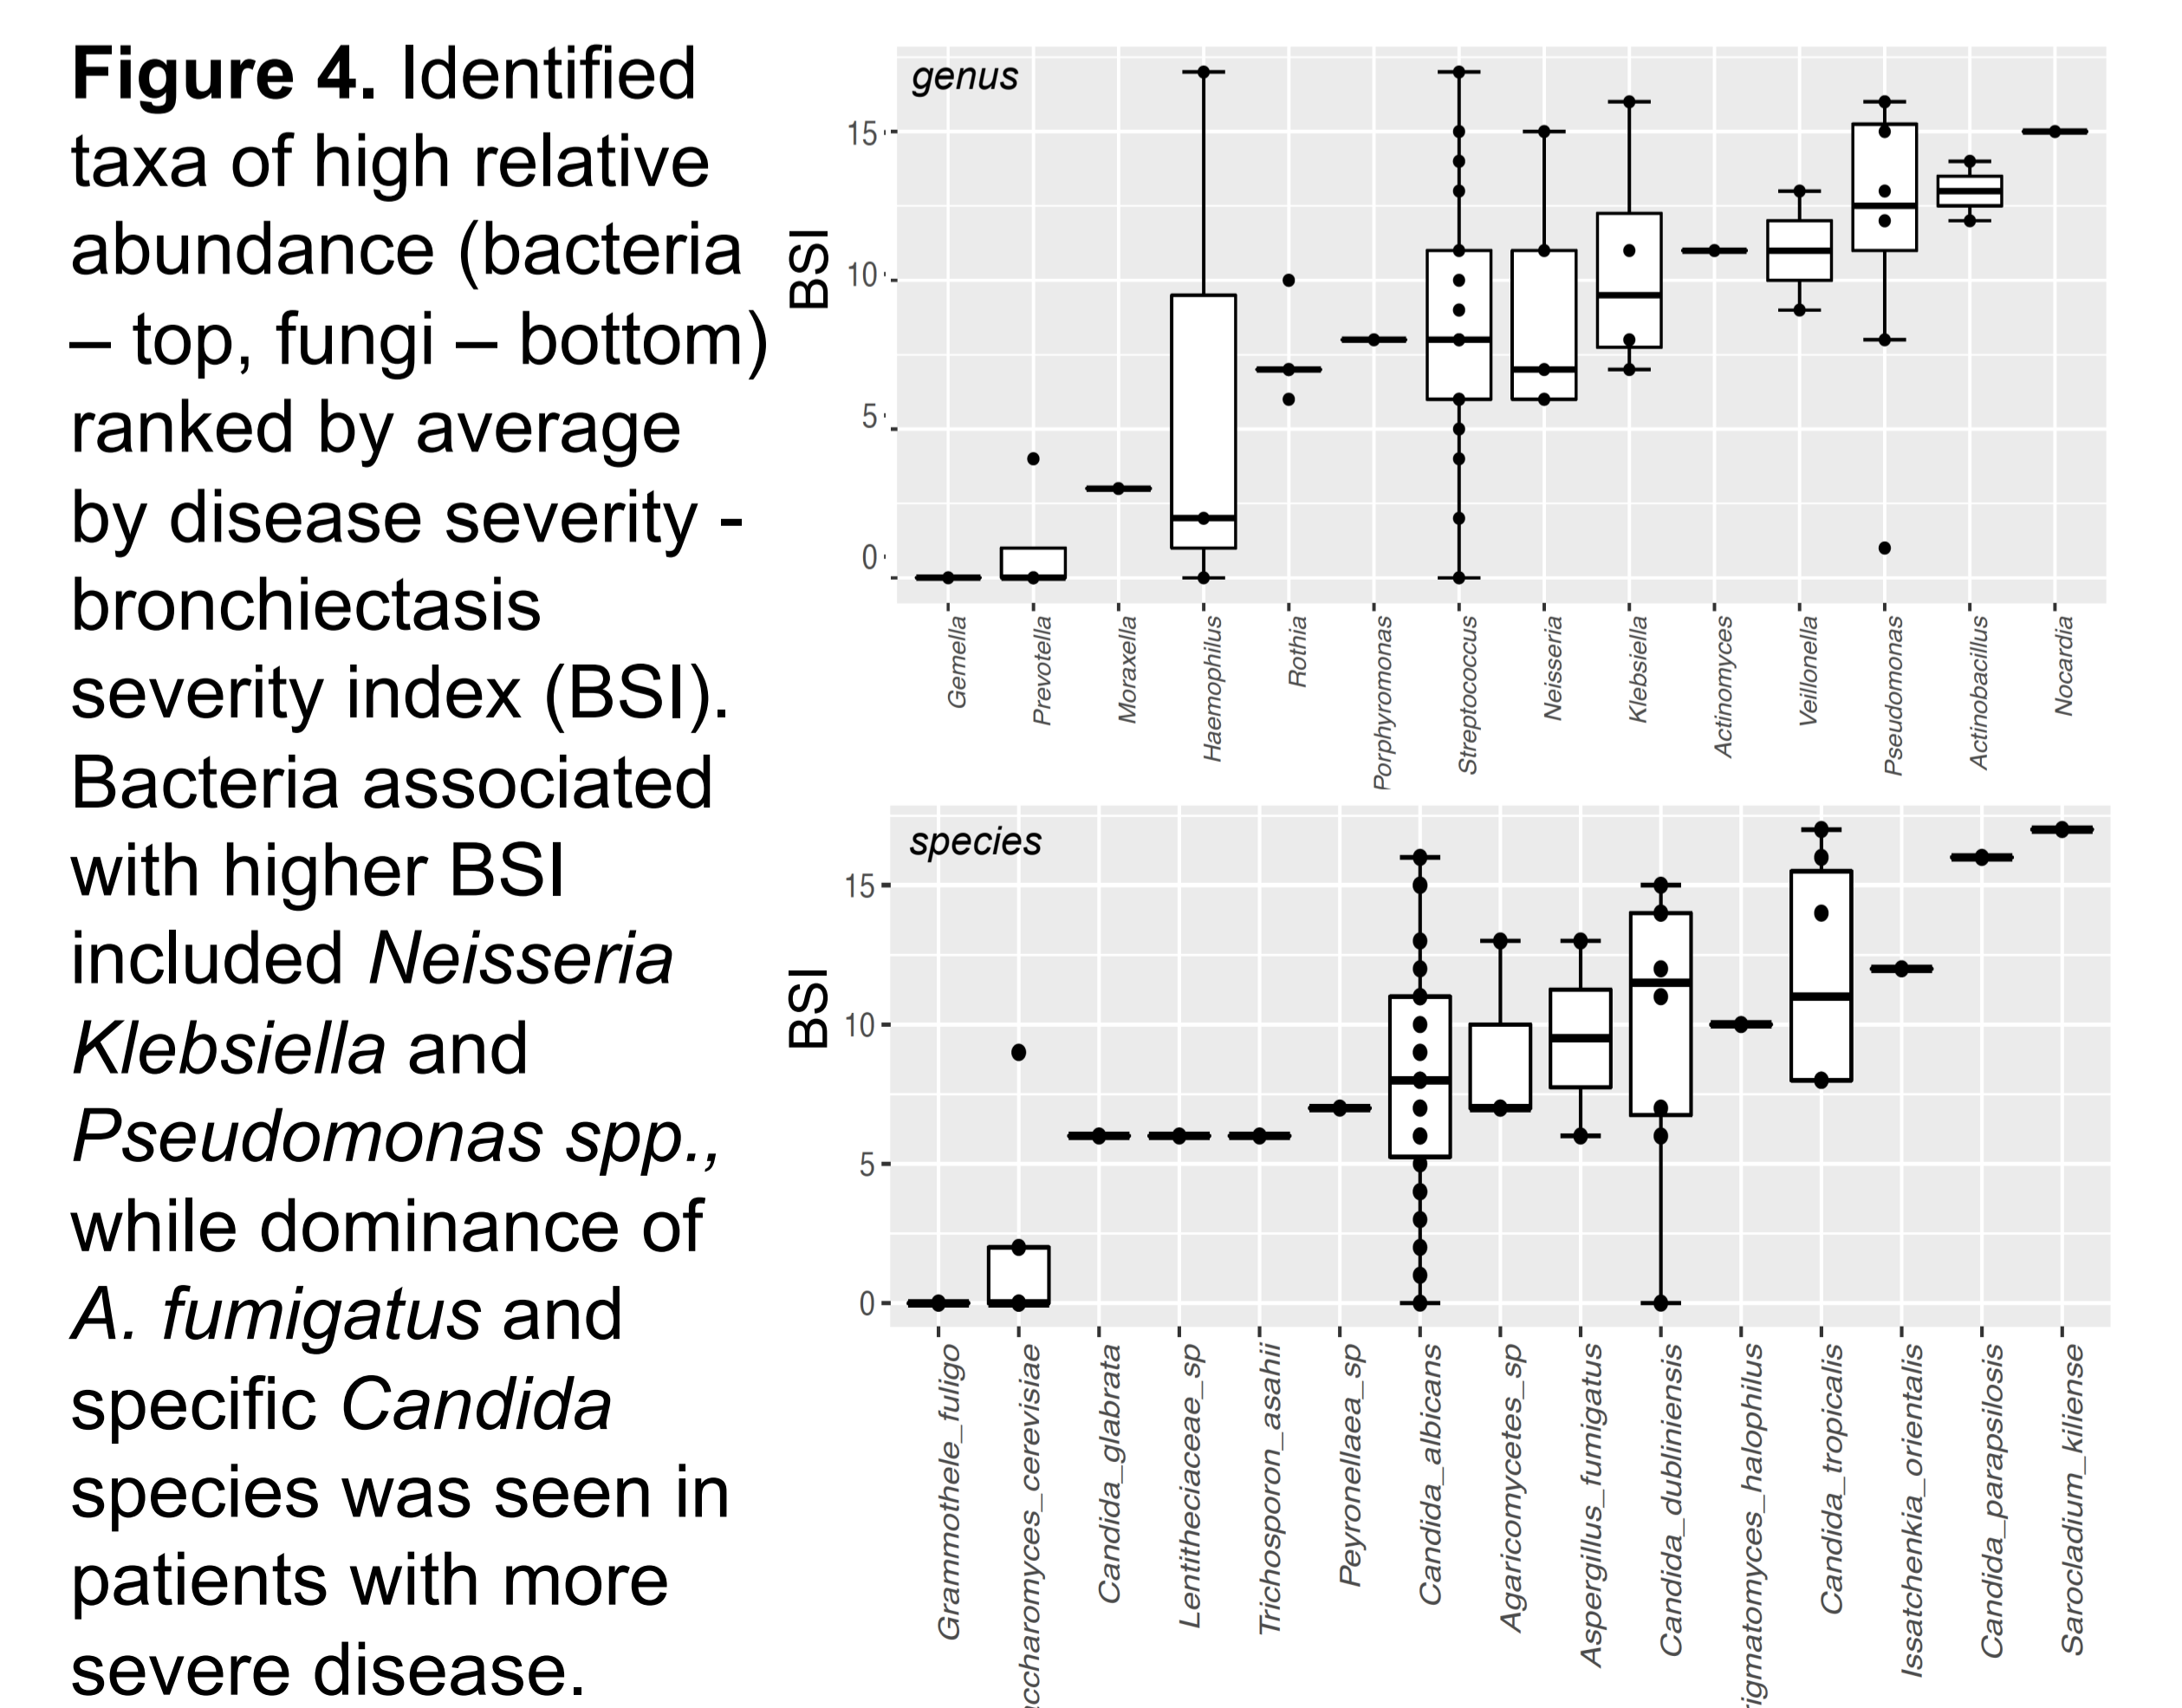 Figure 4. Identified
taxa of high relative
abundance (bacteria
– top, fungi – bottom)
ranked by average
by disease severity -
bronchiectasis
severity index (BSI).
Bacteria associated
with higher BSI
included Neisseria
Klebsiella and
Pseudomonas spp.,
while dominance of
A. fumigatus and
specific Candida
species was seen in
patients with more
severe disease.
genus
BSI
15
10
5
0
Gemella
Prevotella
Moraxella
Haemophilus
Rothia
Porphyromonas
Streptococcus
Neisseria
Klebsiella
Actinomyces
Veillonella
Pseudomonas
Actinobacillus
Nocardia
species
BSI
15
10
5
0
Grammothele_fuligo
ccharomyces_cerevisiae
Candida_glabrata
Lentitheciaceae_sp
Trichosporon_asahii
Peyronellaea_sp
Candida_albicans
Agaricomycetes_sp
Aspergillus_fumigatus
Candida_dubliniensis
rigmatomyces_halophilus
Candida_tropicalis
Issatchenkia_orientalis
Candida_parapsilosis
Sarocladium_kiliense